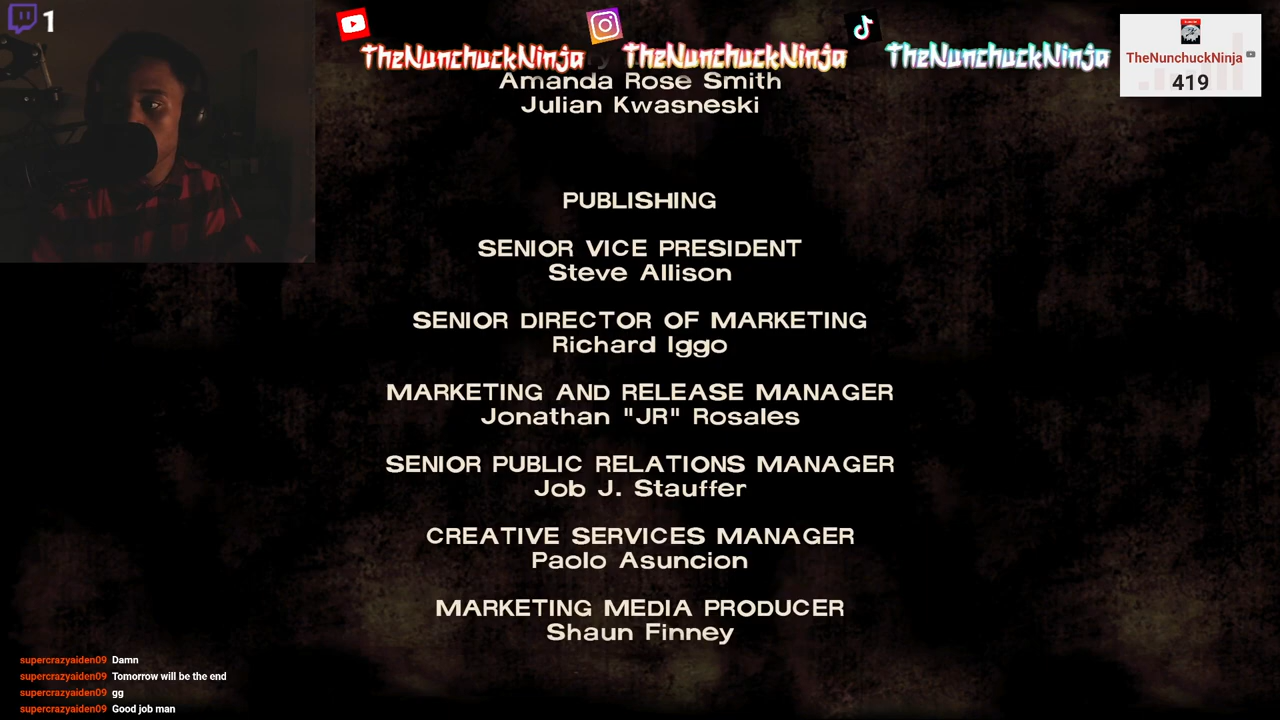 1
TheNunchuckNinja
TheNunchuckNinja
TheNunchuckNinja
TheNunchuckNinja
419
Amanda Rose Smith
Julian Kwasneski
PUBLISHING
SENIOR VICE PRESIDENT
Steve Allison
SENIOR DIRECTOR OF MARKETING
Richard Iggo
MARKETING AND RELEASE MANAGER
Jonathan "JR" Rosales
SENIOR PUBLIC RELATIONS MANAGER
Job J. Stauffer
CREATIVE SERVICES MANAGER
Paolo Asuncion
MARKETING MEDIA PRODUCER
Shaun Finney
supercrazyaiden09 Damn
supercrazyaiden09 Tomorrow will be the end
supercrazyaiden09 gg
supercrazyaiden09 Good job man